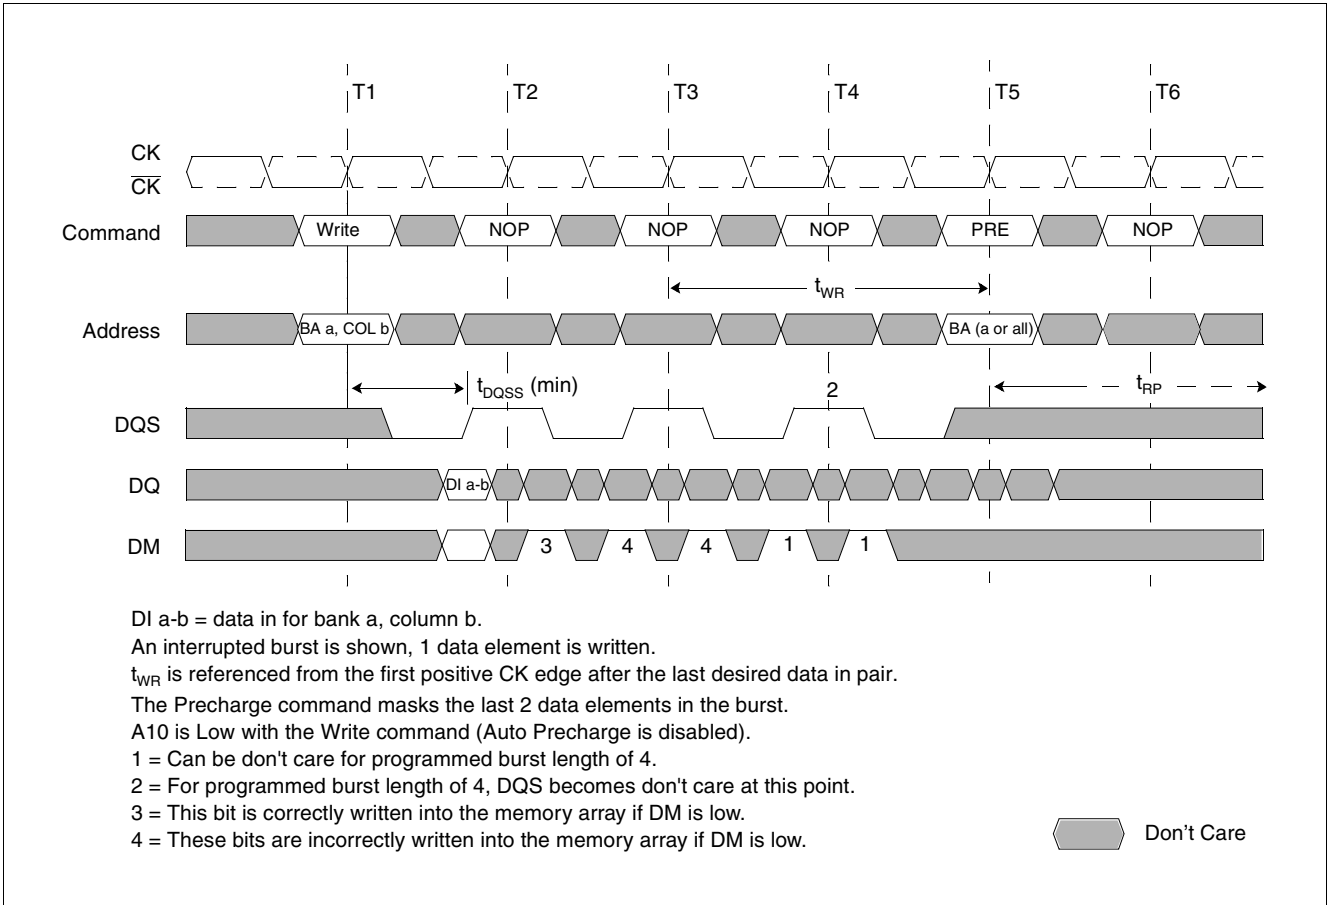 T1 T2 T3 T4 T5 T6
CK
CK
Command Write NOP NOP NOP PRE NOP
tWR
Address BA a, COL b BA (a or all)
tDQSS (min) 2 tRP
DQS
DQ DI a-b
DM 3 4 4 1 1
DI a-b = data in for bank a, column b.
An interrupted burst is shown, 1 data element is written.
tWR is referenced from the first positive CK edge after the last desired data in pair.
The Precharge command masks the last 2 data elements in the burst.
A10 is Low with the Write command (Auto Precharge is disabled).
1 = Can be don't care for programmed burst length of 4.
2 = For programmed burst length of 4, DQS becomes don't care at this point.
3 = This bit is correctly written into the memory array if DM is low.
4 = These bits are incorrectly written into the memory array if DM is low.
Don't Care